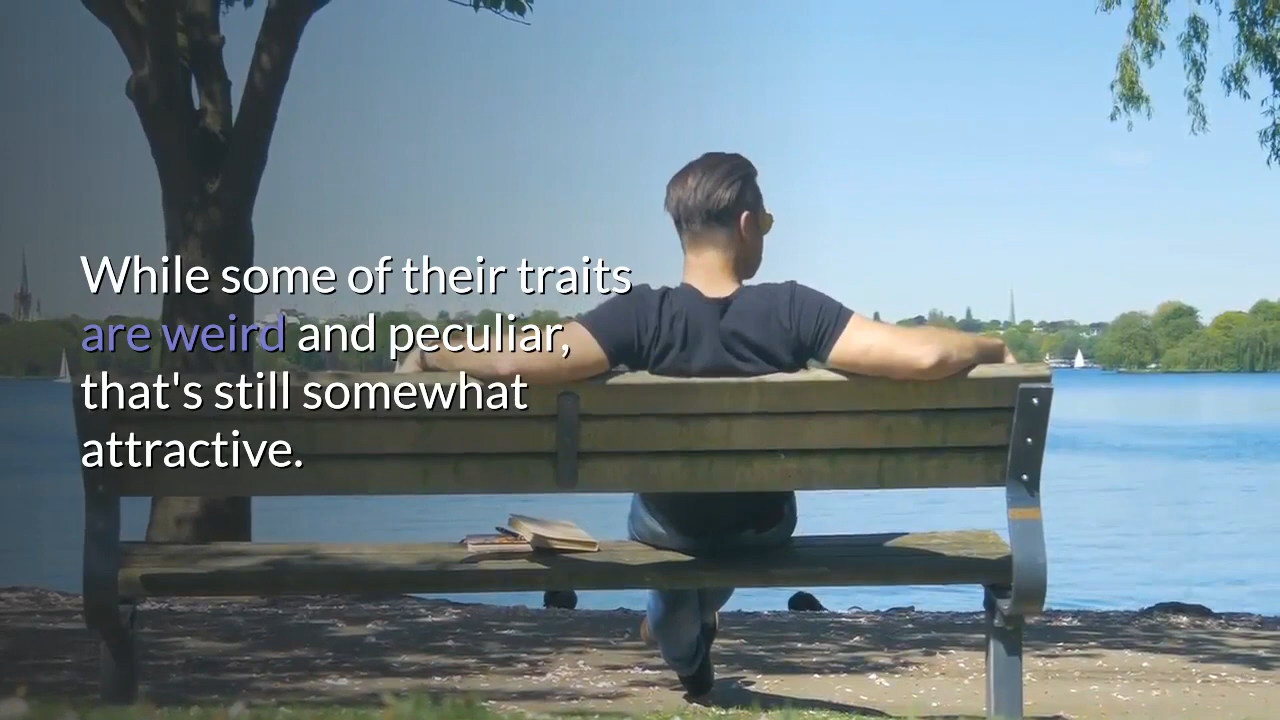 While some of their traits
are weird and peculiar,
that's still somewhat
attractive.